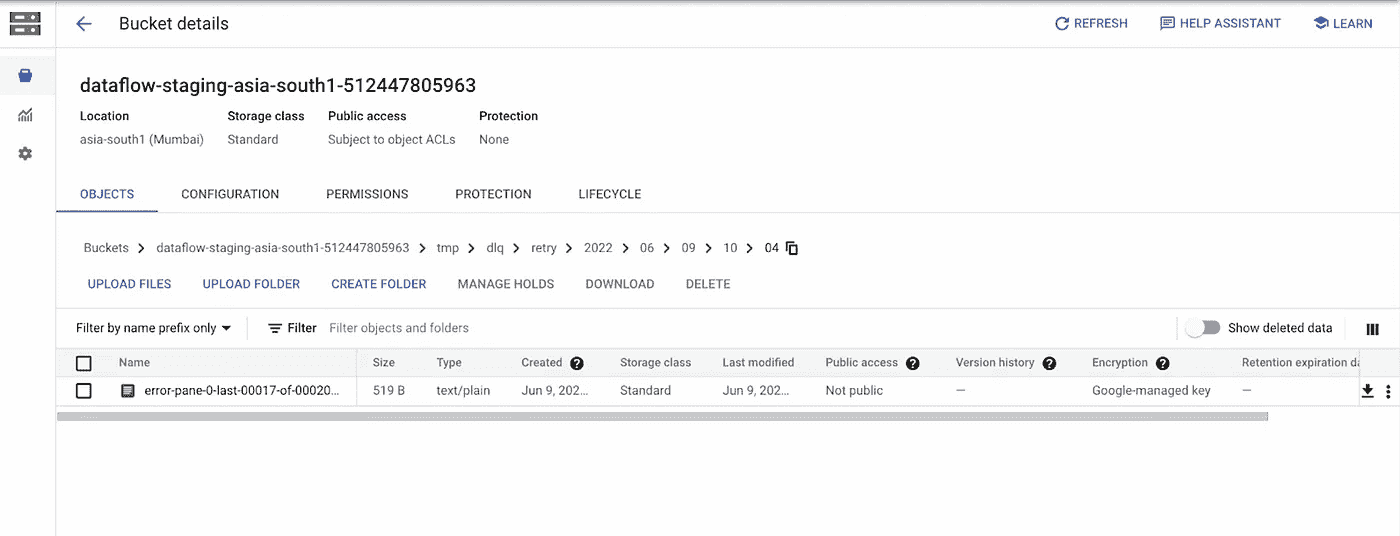 Bucket details REFRESH HELP ASSISTANT LEARN
dataflow-staging-asia-south1-512447805963
Location Storage class Public access Protection
asia-south1 (Mumbai) Standard Subject to object ACLs None
OBJECTS CONFIGURATION PERMISSIONS PROTECTION LIFECYCLE
Buckets > dataflow-staging-asia-south1-512447805963 > tmp > dlq > retry > 2022 > 06 > 09 > 10 > 04
UPLOAD FILES UPLOAD FOLDER CREATE FOLDER MANAGE HOLDS DOWNLOAD DELETE
Filter by name prefix only Filter Filter objects and folders Show deleted data
Name Size Type Created Storage class Last modified Public access Version history Encryption Retention expiration da
error-pane-0-last-00017-of-00020... 519 B text/plain Jun 9, 202... Standard Jun 9, 202... Not public — Google-managed key —